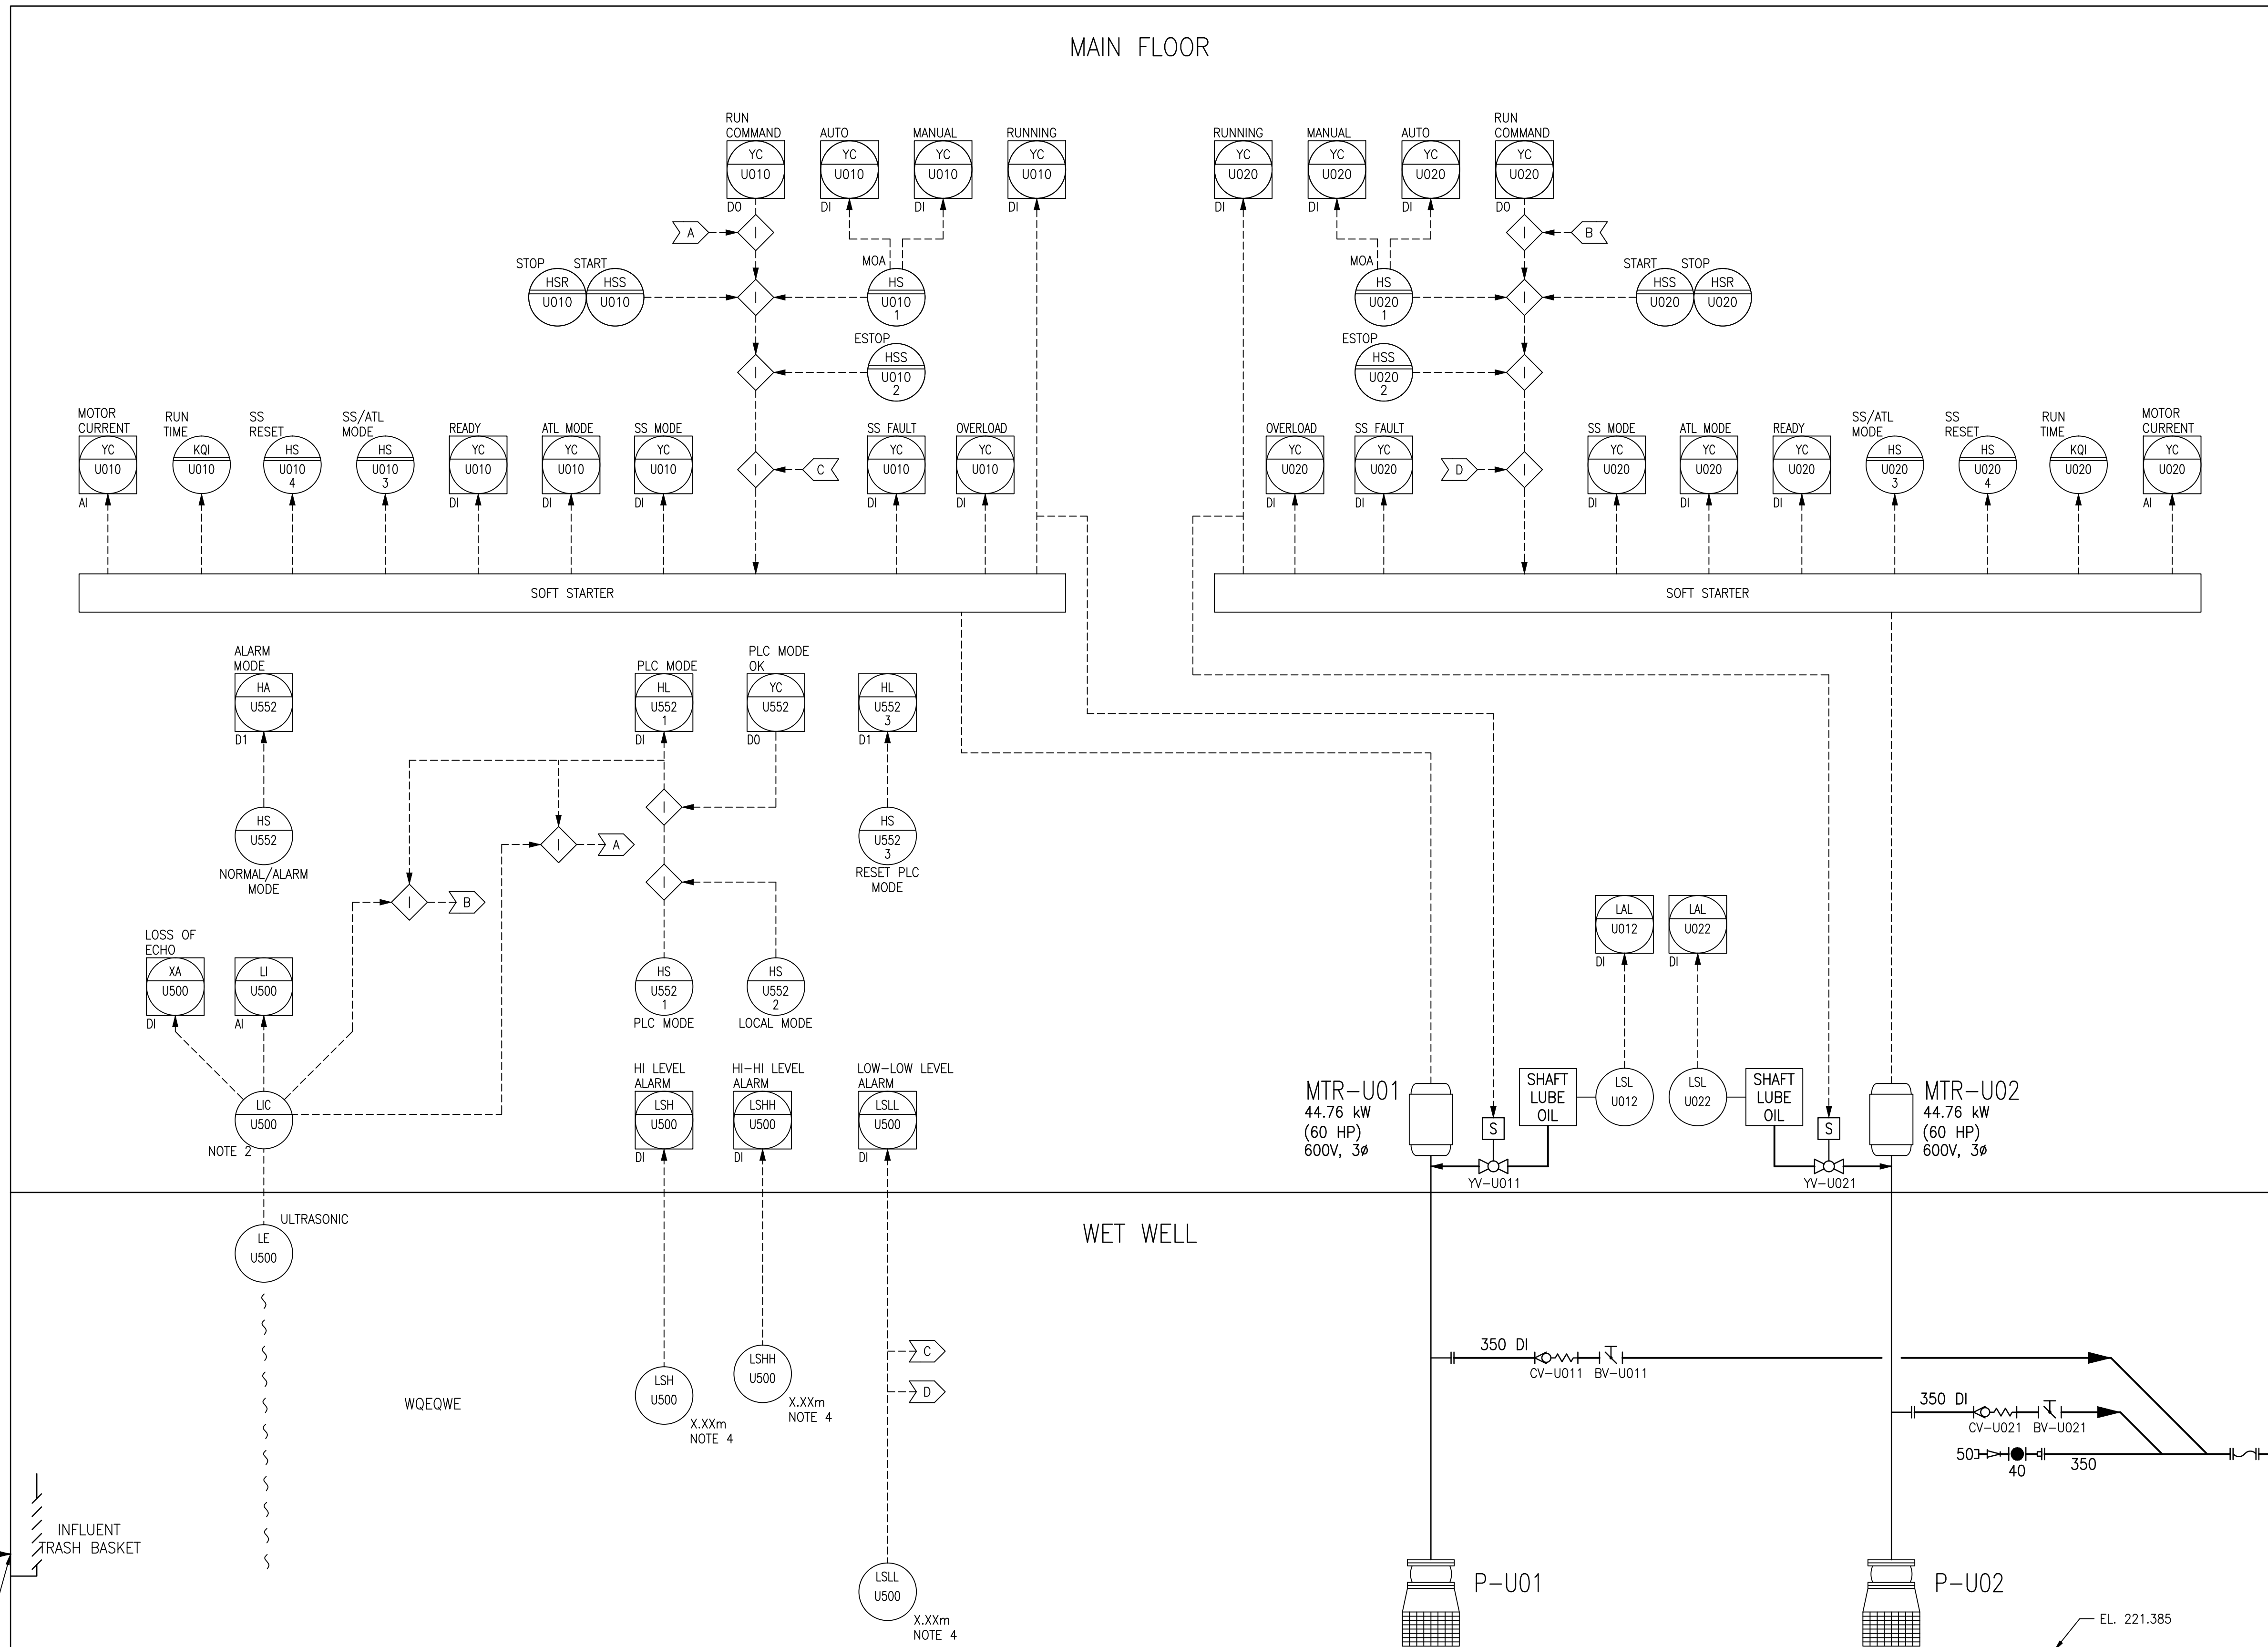 MAIN FLOOR
RUN
COMMAND
YC
U010
DO
AUTO
YC
U010
DI
MANUAL
YC
U010
DI
RUNNING
YC
U010
DI
RUNNING
YC
U020
DI
MANUAL
YC
U020
DI
AUTO
YC
U020
DI
RUN
COMMAND
YC
U020
DO
A
I
I
B
STOP
HSR
U010
START
HSS
U010
I
MOA
HS
U010
1
MOA
HS
U020
1
I
START
HSS
U020
STOP
HSR
U020
I
ESTOP
HSS
U010
2
ESTOP
HSS
U020
2
I
MOTOR
CURRENT
YC
U010
AI
RUN
TIME
KQI
U010
SS
RESET
HS
U010
4
SS/ATL
MODE
HS
U010
3
READY
YC
U010
DI
ATL MODE
YC
U010
DI
SS MODE
YC
U010
DI
I
C
SS FAULT
YC
U010
DI
OVERLOAD
YC
U010
DI
OVERLOAD
YC
U020
DI
SS FAULT
YC
U020
DI
D
I
SS MODE
YC
U020
DI
ATL MODE
YC
U020
DI
READY
YC
U020
DI
SS/ATL
MODE
HS
U020
3
SS
RESET
HS
U020
4
RUN
TIME
KQI
U020
MOTOR
CURRENT
YC
U020
AI
SOFT STARTER
SOFT STARTER
ALARM
MODE
HA
U552
D1
PLC MODE
HL
U552
1
DI
PLC MODE
OK
YC
U552
DO
HL
U552
3
D1
I
HS
U552
NORMAL/ALARM
MODE
I
A
HS
U552
3
RESET PLC
MODE
I
I
B
LOSS OF
ECHO
XA
U500
DI
LI
U500
AI
HS
U552
1
PLC MODE
HS
U552
2
LOCAL MODE
LAL
U012
DI
LAL
U022
DI
LIC
U500
NOTE 2
HI LEVEL
ALARM
LSH
U500
DI
HI-HI LEVEL
ALARM
LSHH
U500
DI
LOW-LOW LEVEL
ALARM
LSLL
U500
DI
MTR-U01
44.76 kW
(60 HP)
600V, 3ø
S
YV-U011
SHAFT
LUBE
OIL
LSL
U012
LSL
U022
SHAFT
LUBE
OIL
S
YV-U021
MTR-U02
44.76 kW
(60 HP)
600V, 3ø
WET WELL
ULTRASONIC
LE
U500
WQEQWE
LSH
U500
X.XXm
NOTE 4
LSHH
U500
X.XXm
NOTE 4
C
D
350 DI
CV-U011
BV-U011
350 DI
CV-U021
BV-U021
50
40
350
INFLUENT
TRASH BASKET
LSLL
U500
X.XXm
NOTE 4
P-U01
P-U02
EL. 221.385